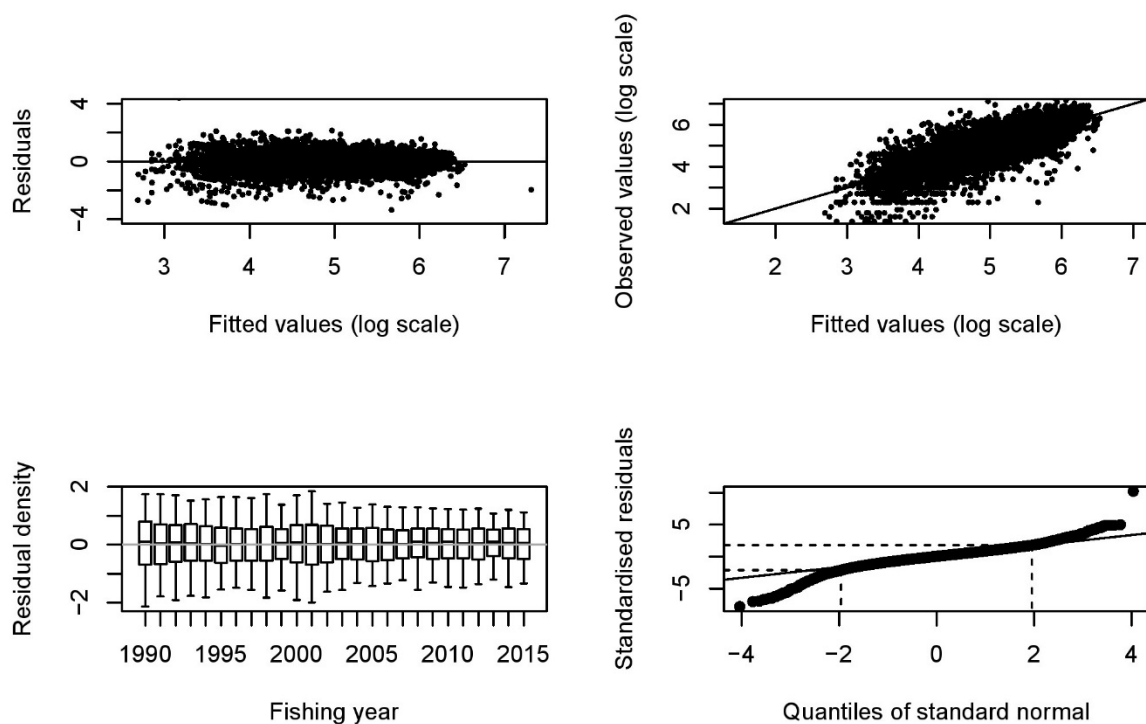 Residuals
4
0
−4
3 4 5 6 7
Fitted values (log scale)
Observed values (log scale)
6
4
2
2 3 4 5 6 7
Fitted values (log scale)
Residual density
2
0
−2
1990 1995 2000 2005 2010 2015
Fishing year
Standardised residuals
5
−5
−4 −2 0 2 4
Quantiles of standard normal